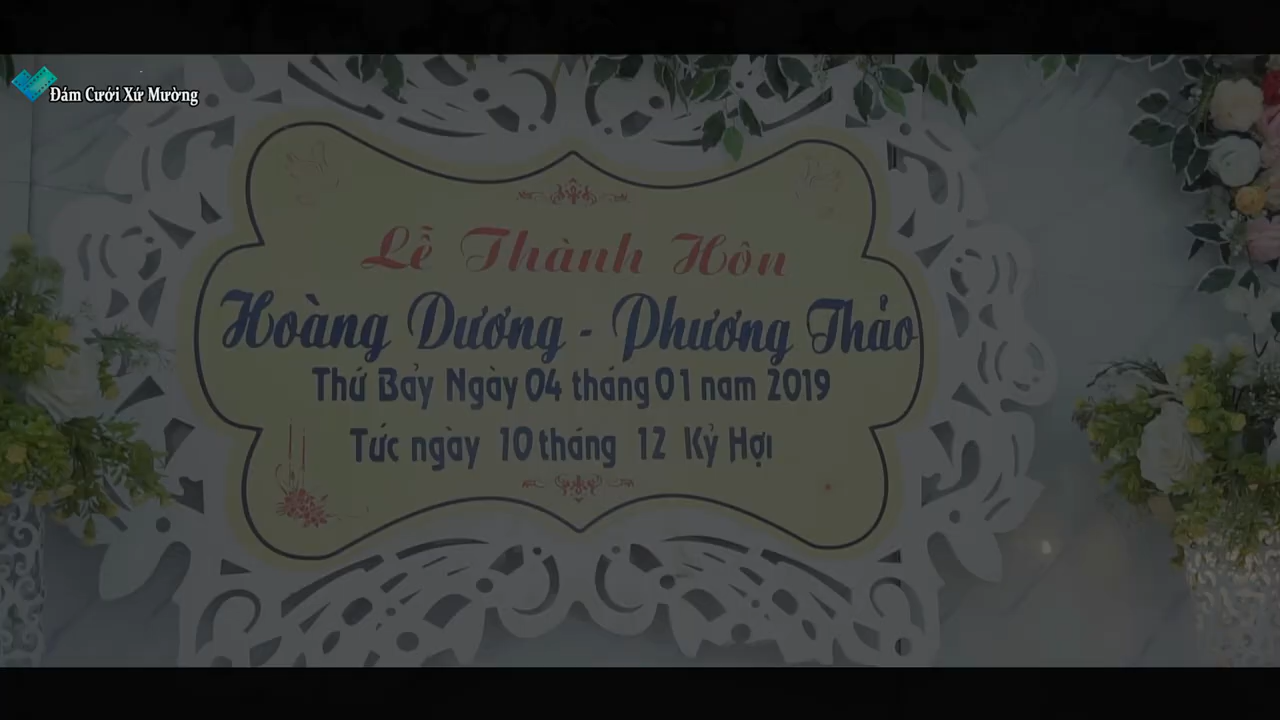 Đám Cưới Xứ Mường
Lễ Thành Hôn
Hoàng Dương - Phương Thảo
Thứ Bảy Ngày 04 tháng 01 nam 2019
Tức ngày 10 tháng 12 Kỷ Hợi